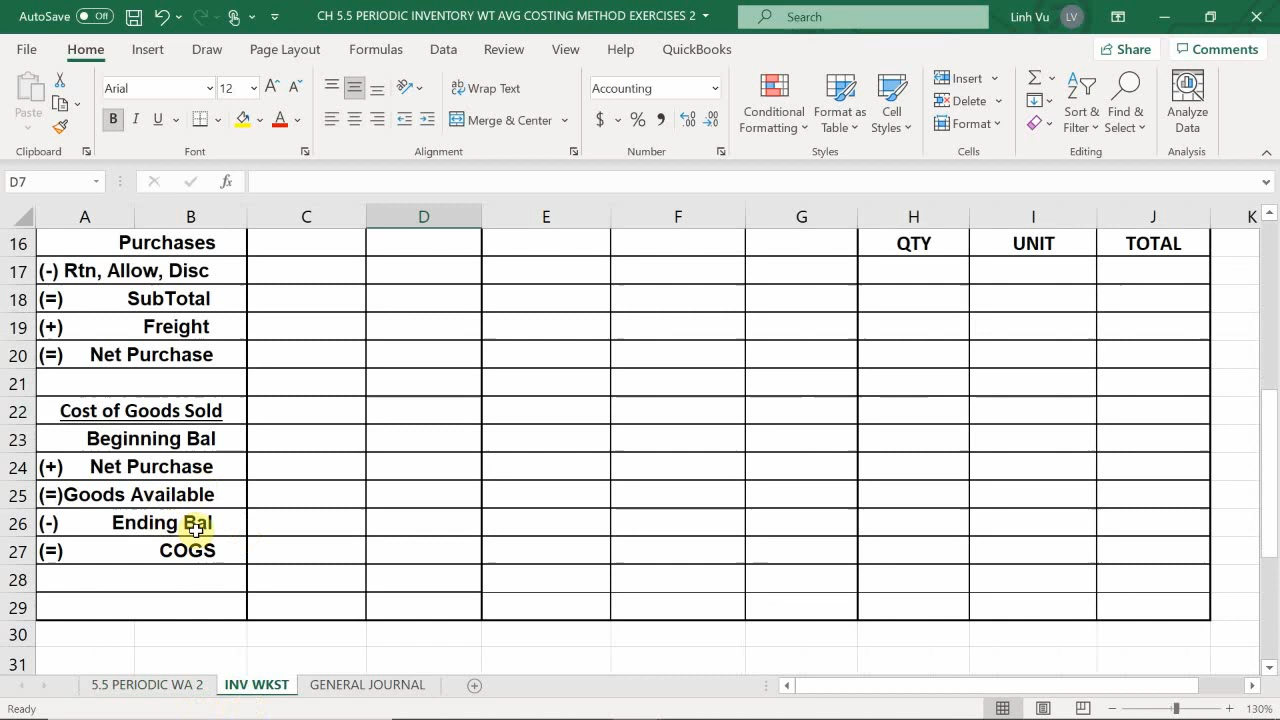 AutoSave Off CH 5.5 PERIODIC INVENTORY WT AVG COSTING METHOD EXERCISES 2 Search Linh Vu LV
File Home Insert Draw Page Layout Formulas Data Review View Help QuickBooks Share Comments
Paste Arial 12 A A ab Wrap Text Accounting Conditional Formatting Format as Table Cell Styles Insert Sort & Filter Find & Select Analyze Data
B I U A Merge & Center $ % Delete
Format
Clipboard Font Alignment Number Styles Cells Editing Analysis
D7 fx
A B C D E F G H I J K
16 Purchases QTY UNIT TOTAL
17 (-) Rtn, Allow, Disc
18 (=) SubTotal
19 (+) Freight
20 (=) Net Purchase
21
22 Cost of Goods Sold
23 Beginning Bal
24 (+) Net Purchase
25 (=)Goods Available
26 (-) Ending Bal
27 (=) COGS
28
29
30
31
5.5 PERIODIC WA 2 INV WKST GENERAL JOURNAL
Ready 130%